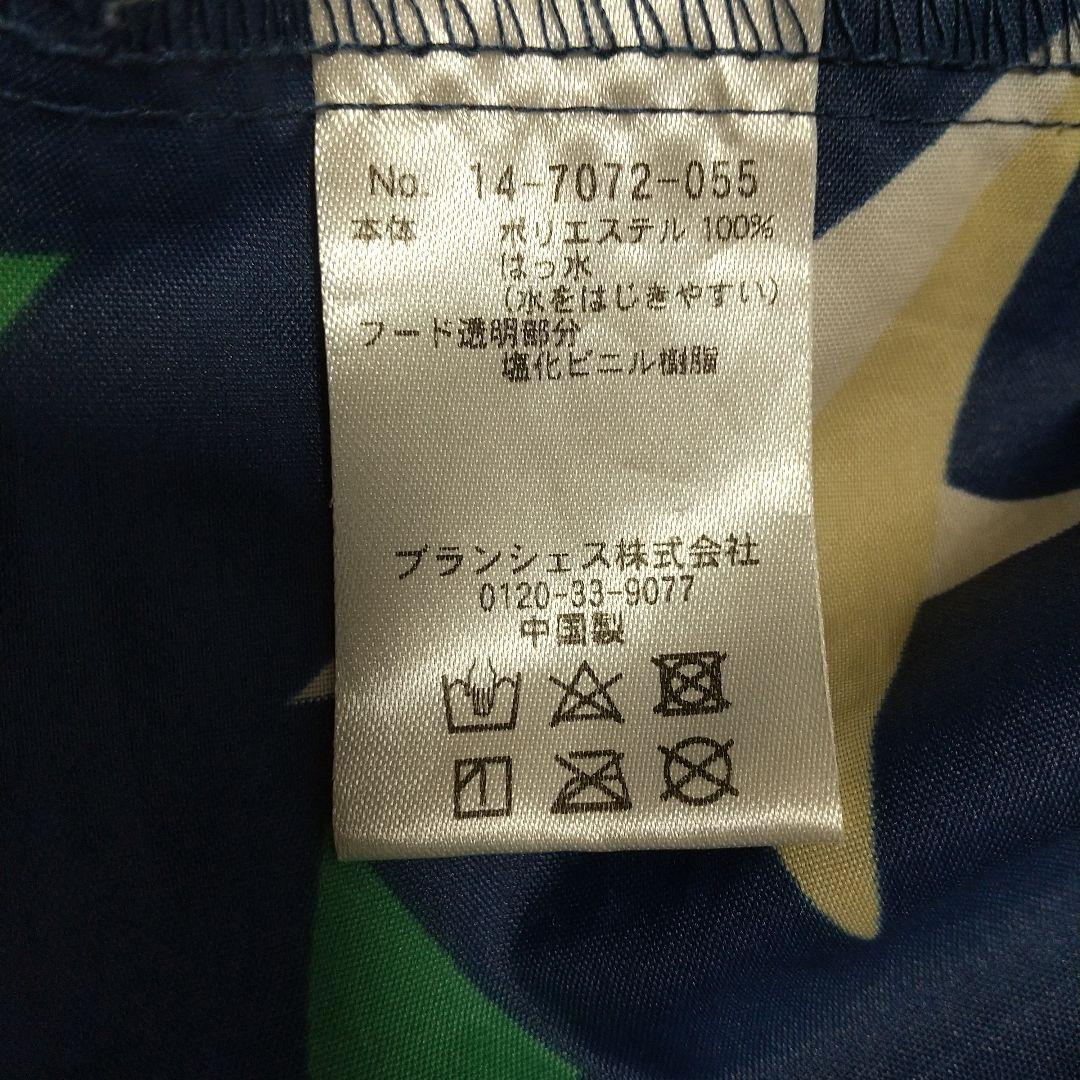 No. 14-7072-055
本体 ポリエステル 100%
はっ水
(水をはじきやすい)
フード透明部分
塩化ビニル樹脂
ブランシェス株式会社
0120-33-9077
中国製